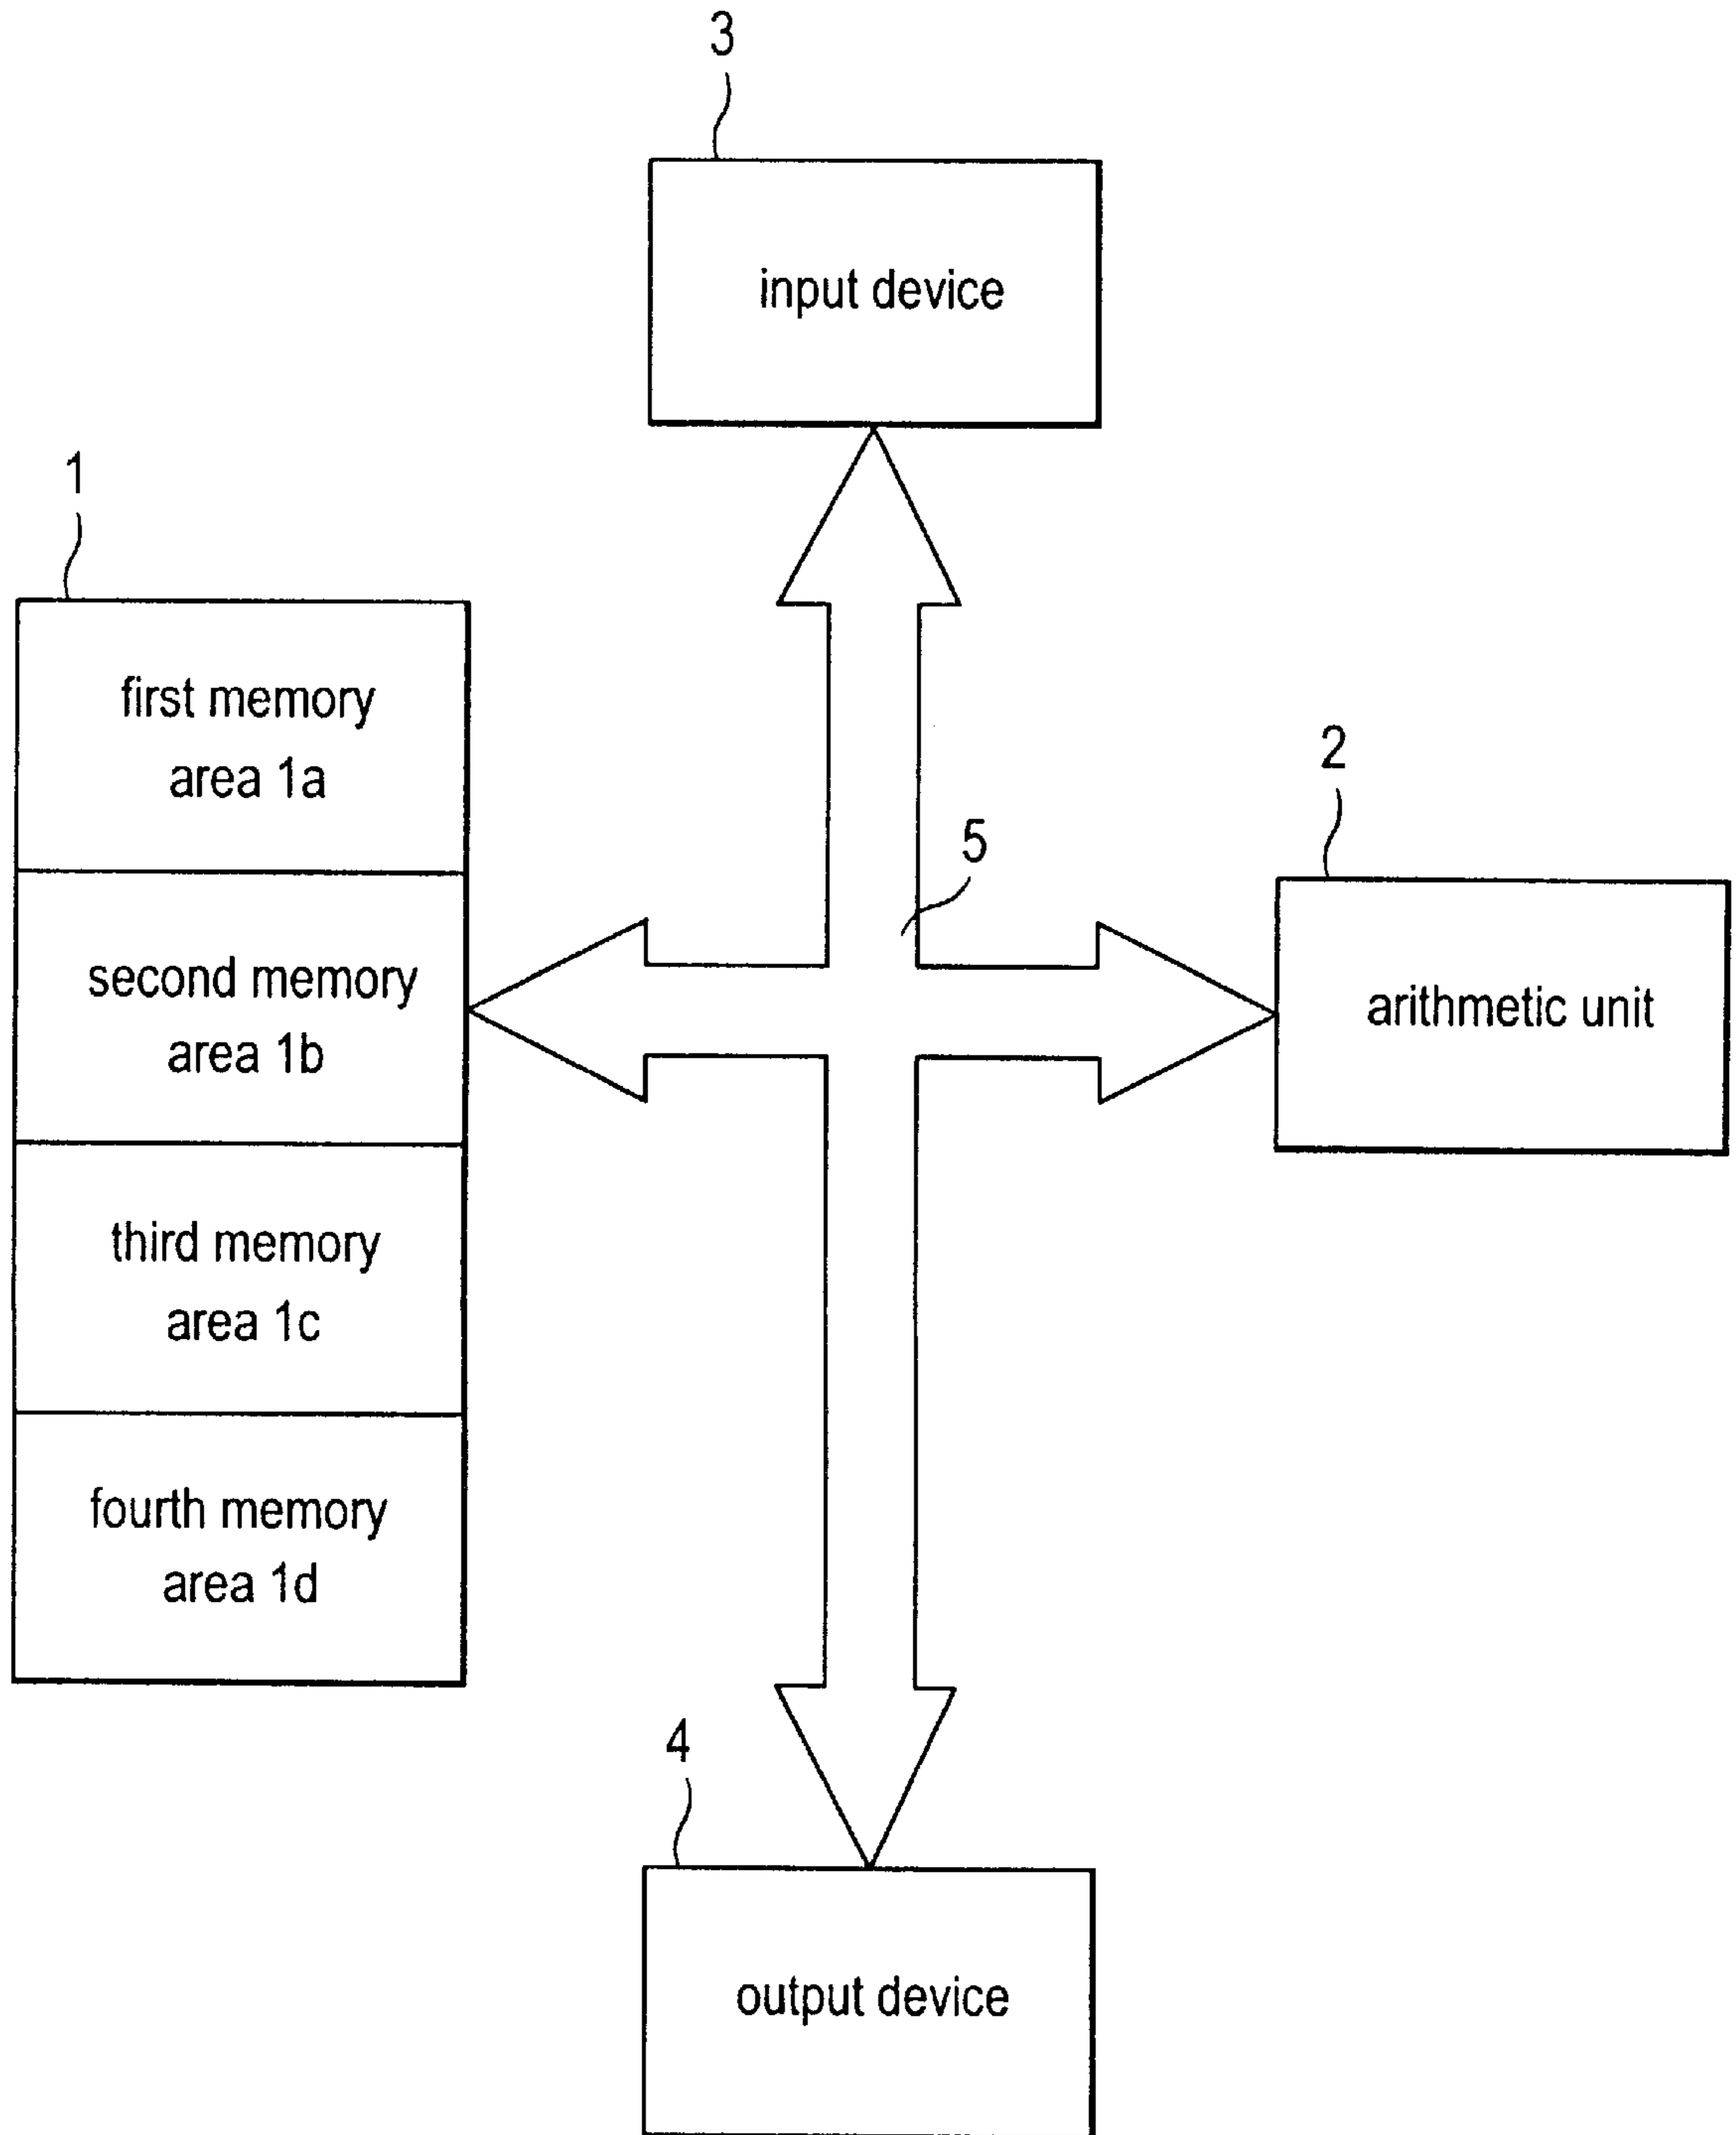 3
input device
1
first memory
area 1a
second memory
area 1b
third memory
area 1c
fourth memory
area 1d
5
2
arithmetic unit
4
output device